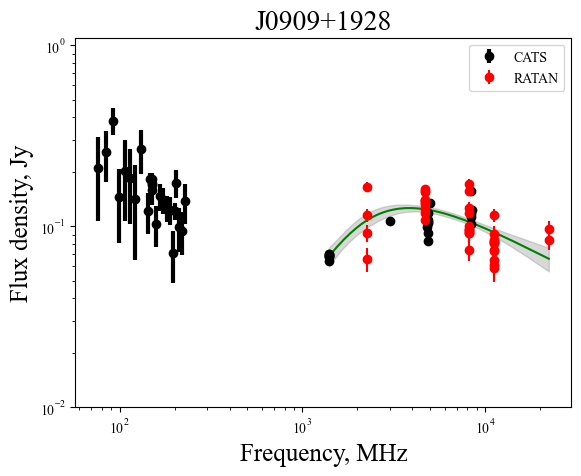 J0909+1928
CATS
RATAN
Flux density, Jy
10⁰
10⁻¹
10⁻²
10² 10³ 10⁴
Frequency, MHz